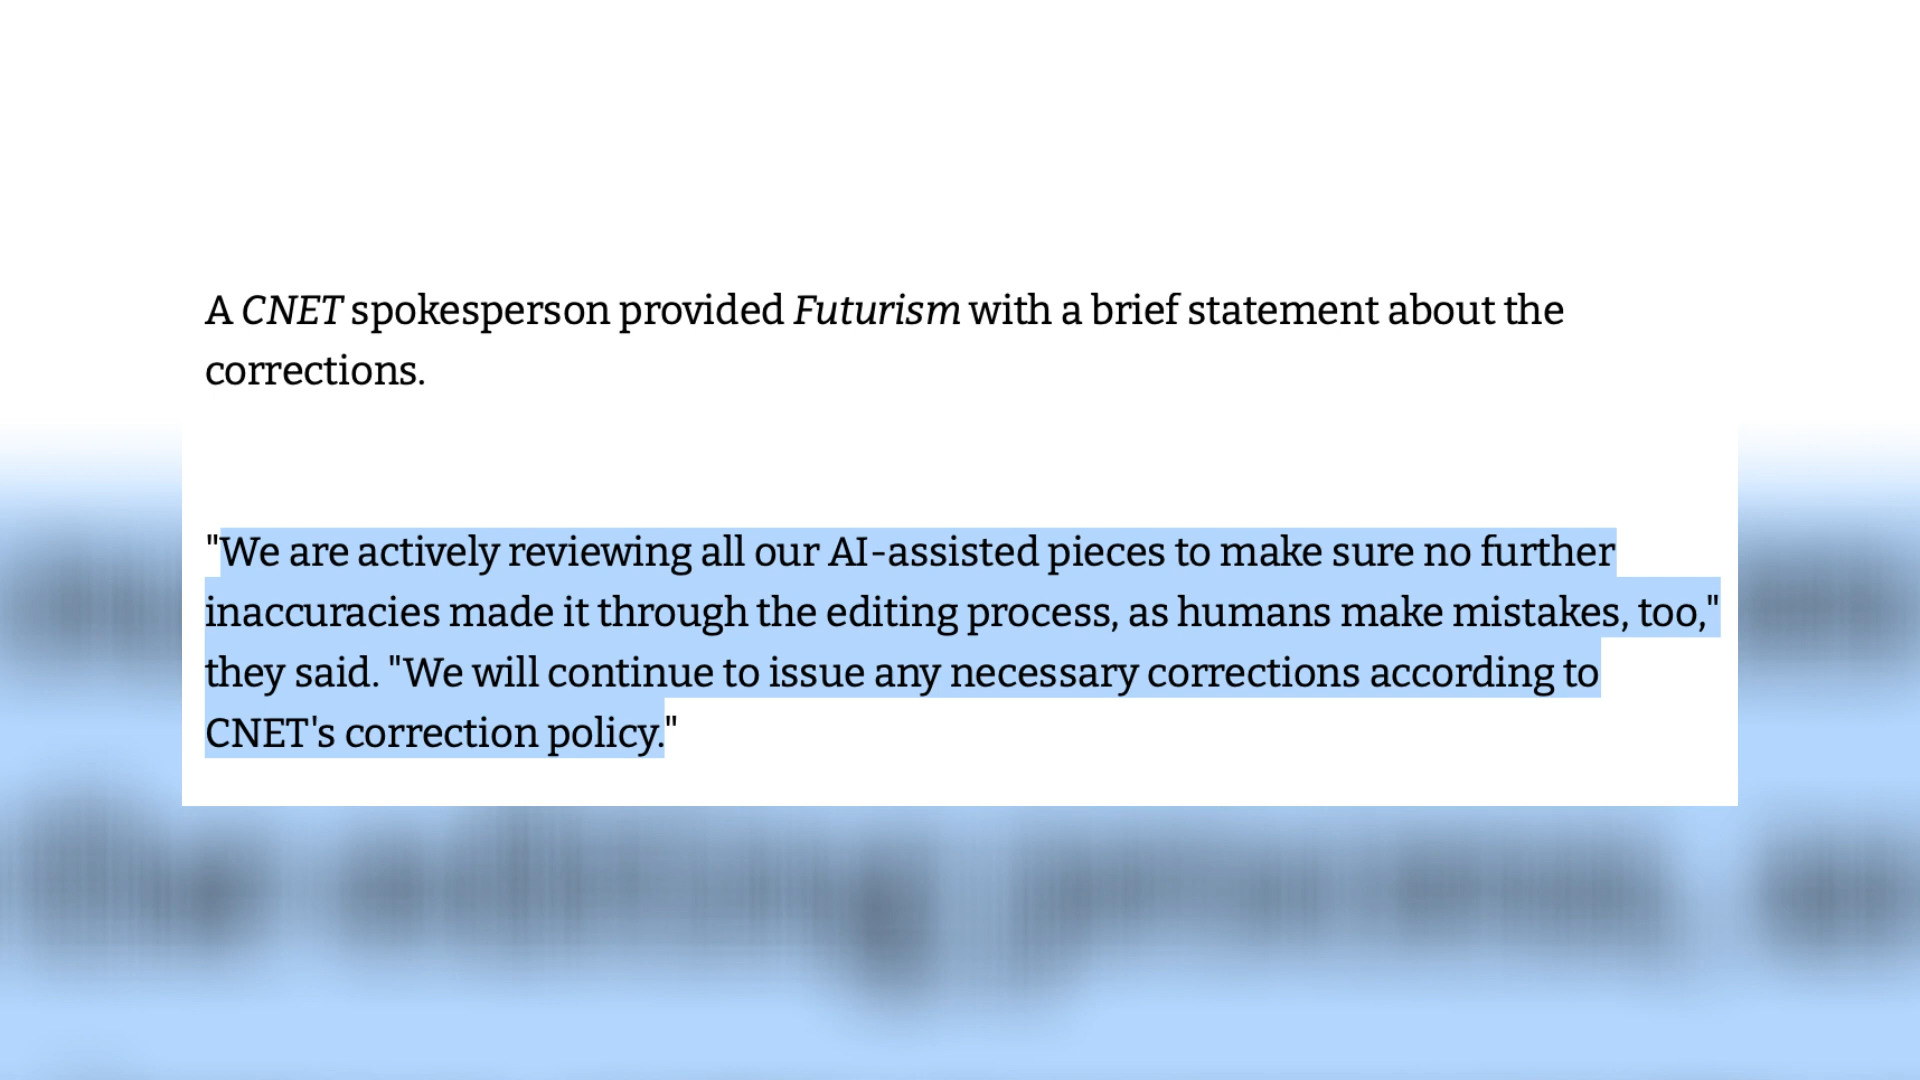 A CNET spokesperson provided Futurism with a brief statement about the
corrections.
"We are actively reviewing all our AI-assisted pieces to make sure no further
inaccuracies made it through the editing process, as humans make mistakes, too,"
they said. "We will continue to issue any necessary corrections according to
CNET's correction policy."